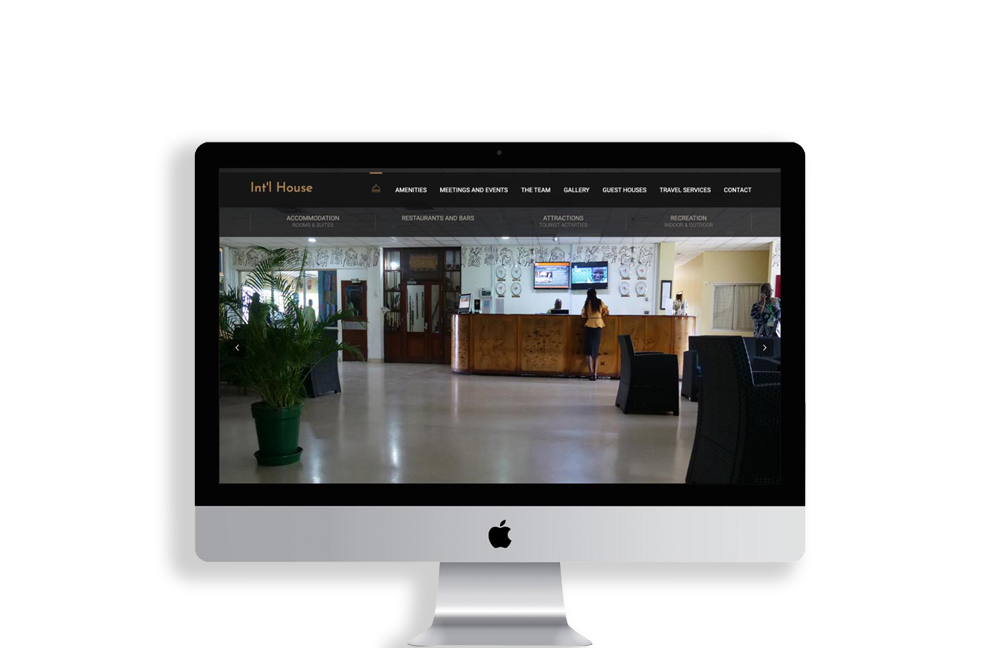 Int'l House
AMENITIES MEETINGS AND EVENTS THE TEAM GALLERY GUEST HOUSES TRAVEL SERVICES CONTACT
ACCOMMODATION RESTAURANTS AND BARS ATTRACTIONS RECREATION
ROOMS & SUITES TOURIST ACTIVITIES INDOOR & OUTDOOR